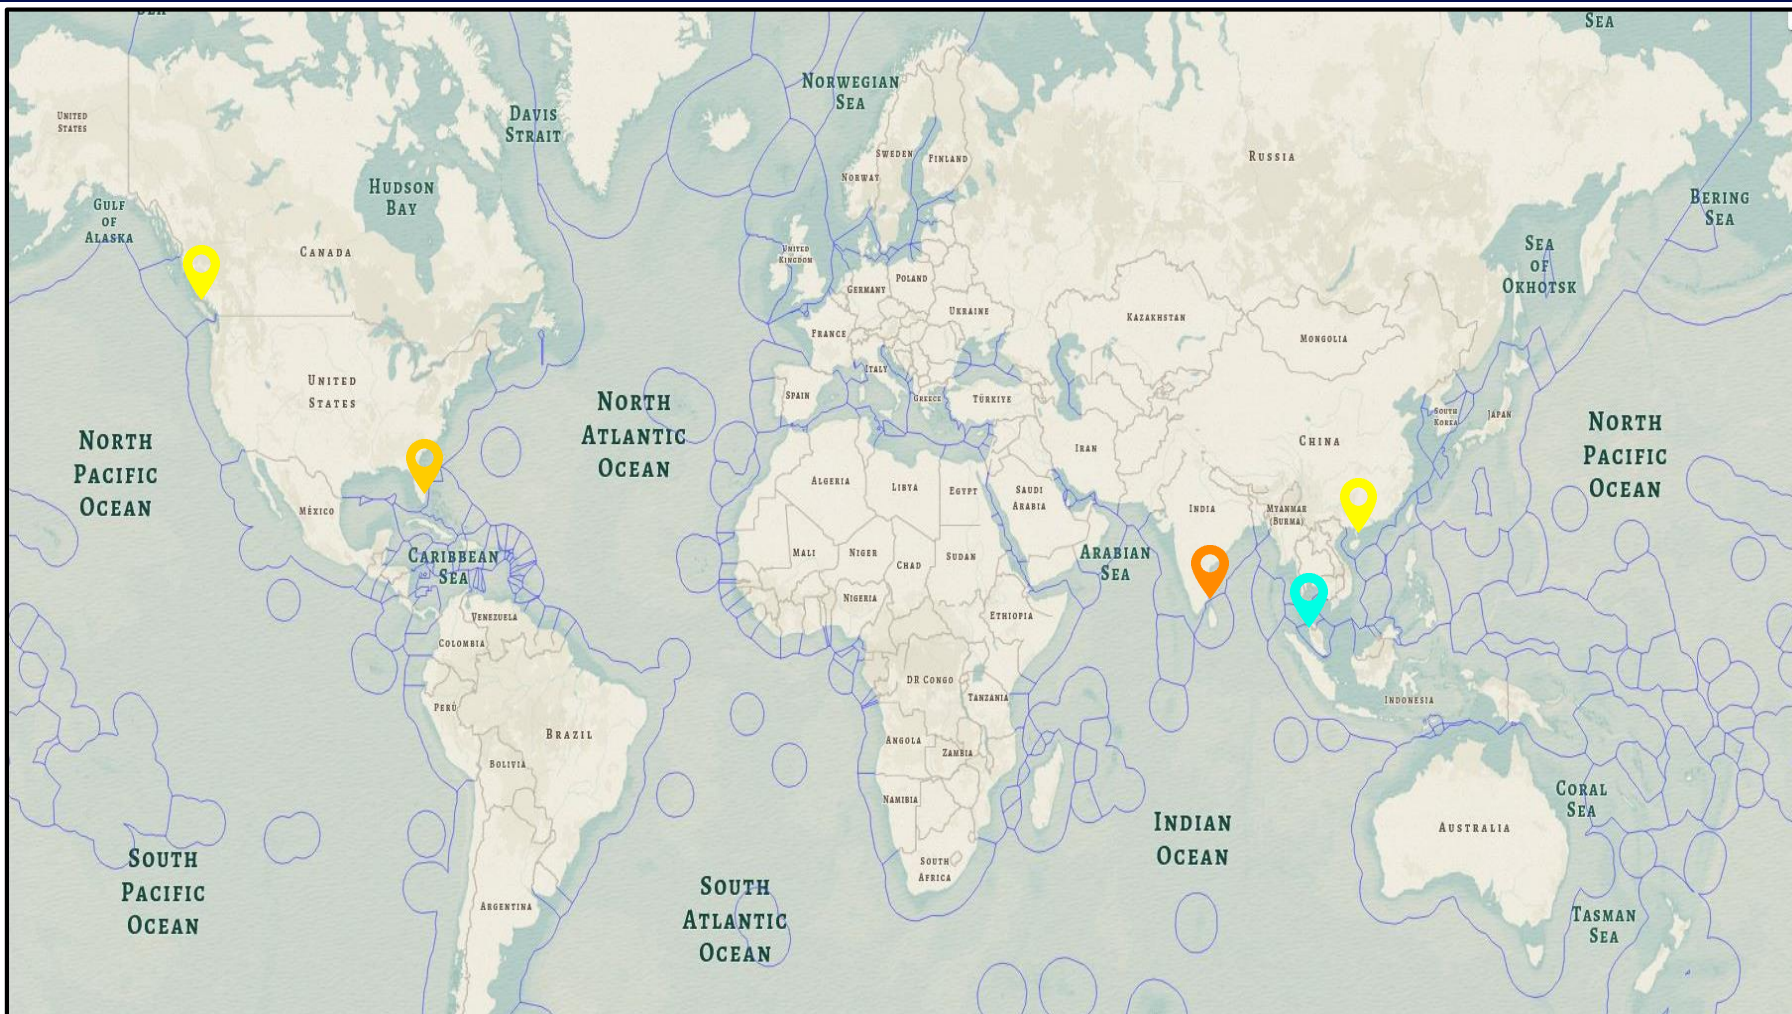 SEA
SEA
UNITED
STATES
GULF
OF
ALASKA
HUDSON
BAY
CANADA
DAVIS
STRAIT
NORWEGIAN
SEA
SWEDEN
FINLAND
NORWAY
UNITED
KINGDOM
POLAND
GERMANY
UKRAINE
FRANCE
ITALY
SPAIN
GREECE
TÜRKIYE
RUSSIA
KAZAKHSTAN
MONGOLIA
BERING
SEA
SEA
OF
OKHOTSK
UNITED
STATES
NORTH
PACIFIC
OCEAN
NORTH
ATLANTIC
OCEAN
MÉXICO
CARIBBEAN
SEA
VENEZUELA
COLOMBIA
PERÚ
BRAZIL
BOLIVIA
ARGENTINA
SOUTH
PACIFIC
OCEAN
SOUTH
ATLANTIC
OCEAN
ALGERIA
LIBYA
EGYPT
MALI
NIGER
CHAD
SUDAN
NIGERIA
ETHIOPIA
DR CONGO
TANZANIA
ANGOLA
ZAMBIA
NAMIBIA
SOUTH
AFRICA
SAUDI
ARABIA
IRAN
ARABIAN
SEA
INDIA
MYANMAR
(BURMA)
CHINA
SOUTH
KOREA
JAPAN
NORTH
PACIFIC
OCEAN
INDONESIA
INDIAN
OCEAN
AUSTRALIA
CORAL
SEA
TASMAN
SEA